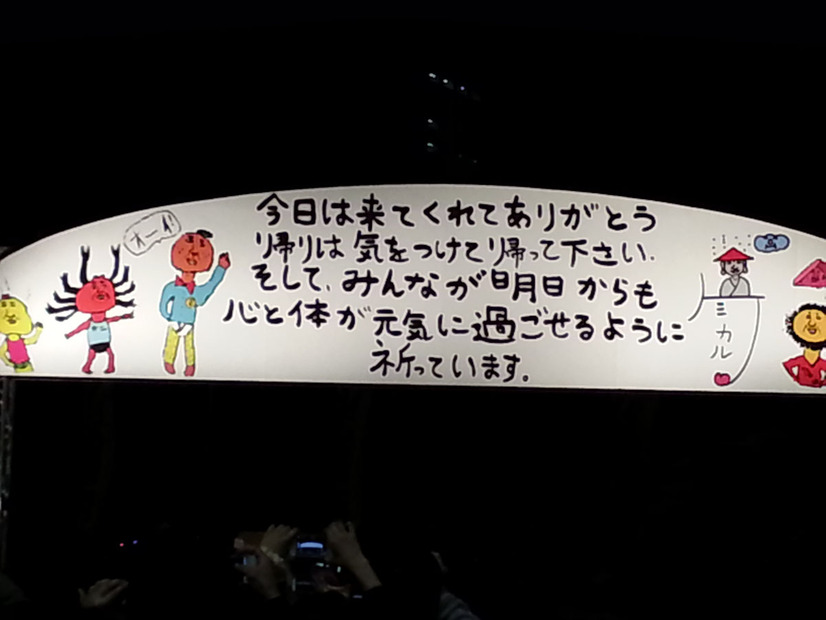 オーイ!
今日は来てくれてありがとう
帰りは気をつけて帰って下さい.
そして、みんなが明日からも
心と体が元気に過ごせるように
祈っています。
ミカル